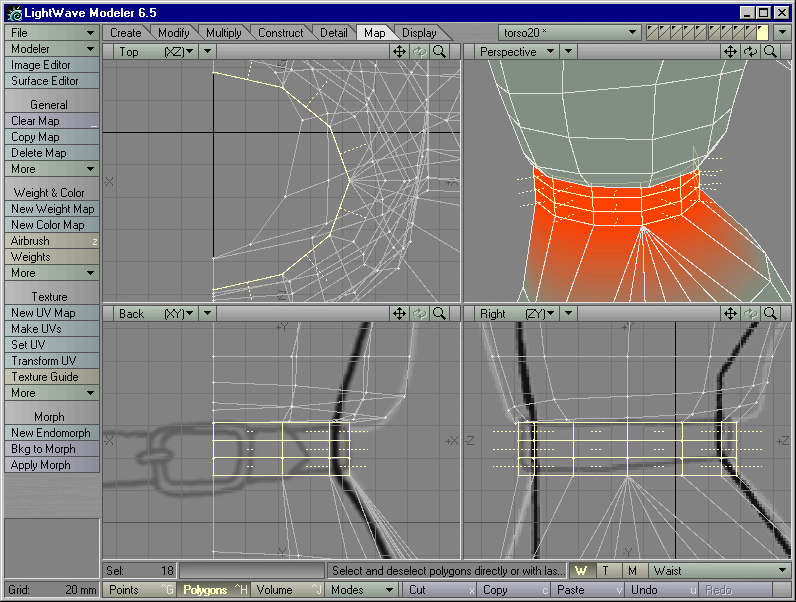 LightWave Modeler 6.5
File
Create Modify Multiply Construct Detail Map Display torso20 *
Modeler
Image Editor
Surface Editor
General
Clear Map _
Copy Map
Delete Map
More
Weight & Color
New Weight Map
New Color Map
Airbrush z
Weights
More
Texture
New UV Map
Make UVs
Set UV
Transform UV
Texture Guide
More
Morph
New Endomorph
Bkg to Morph
Apply Morph
Top (XZ)
Perspective
-X +X
Back (XY)
Right (ZY)
+Y +Y
-X +X -Z +Z
-Y -Y
Sel: 18 Select and deselect polygons directly or with las... W T M Waist
Grid: 20 mm Points ^G Polygons ^H Volume ^J Modes Cut x Copy c Paste v Undo u Redo